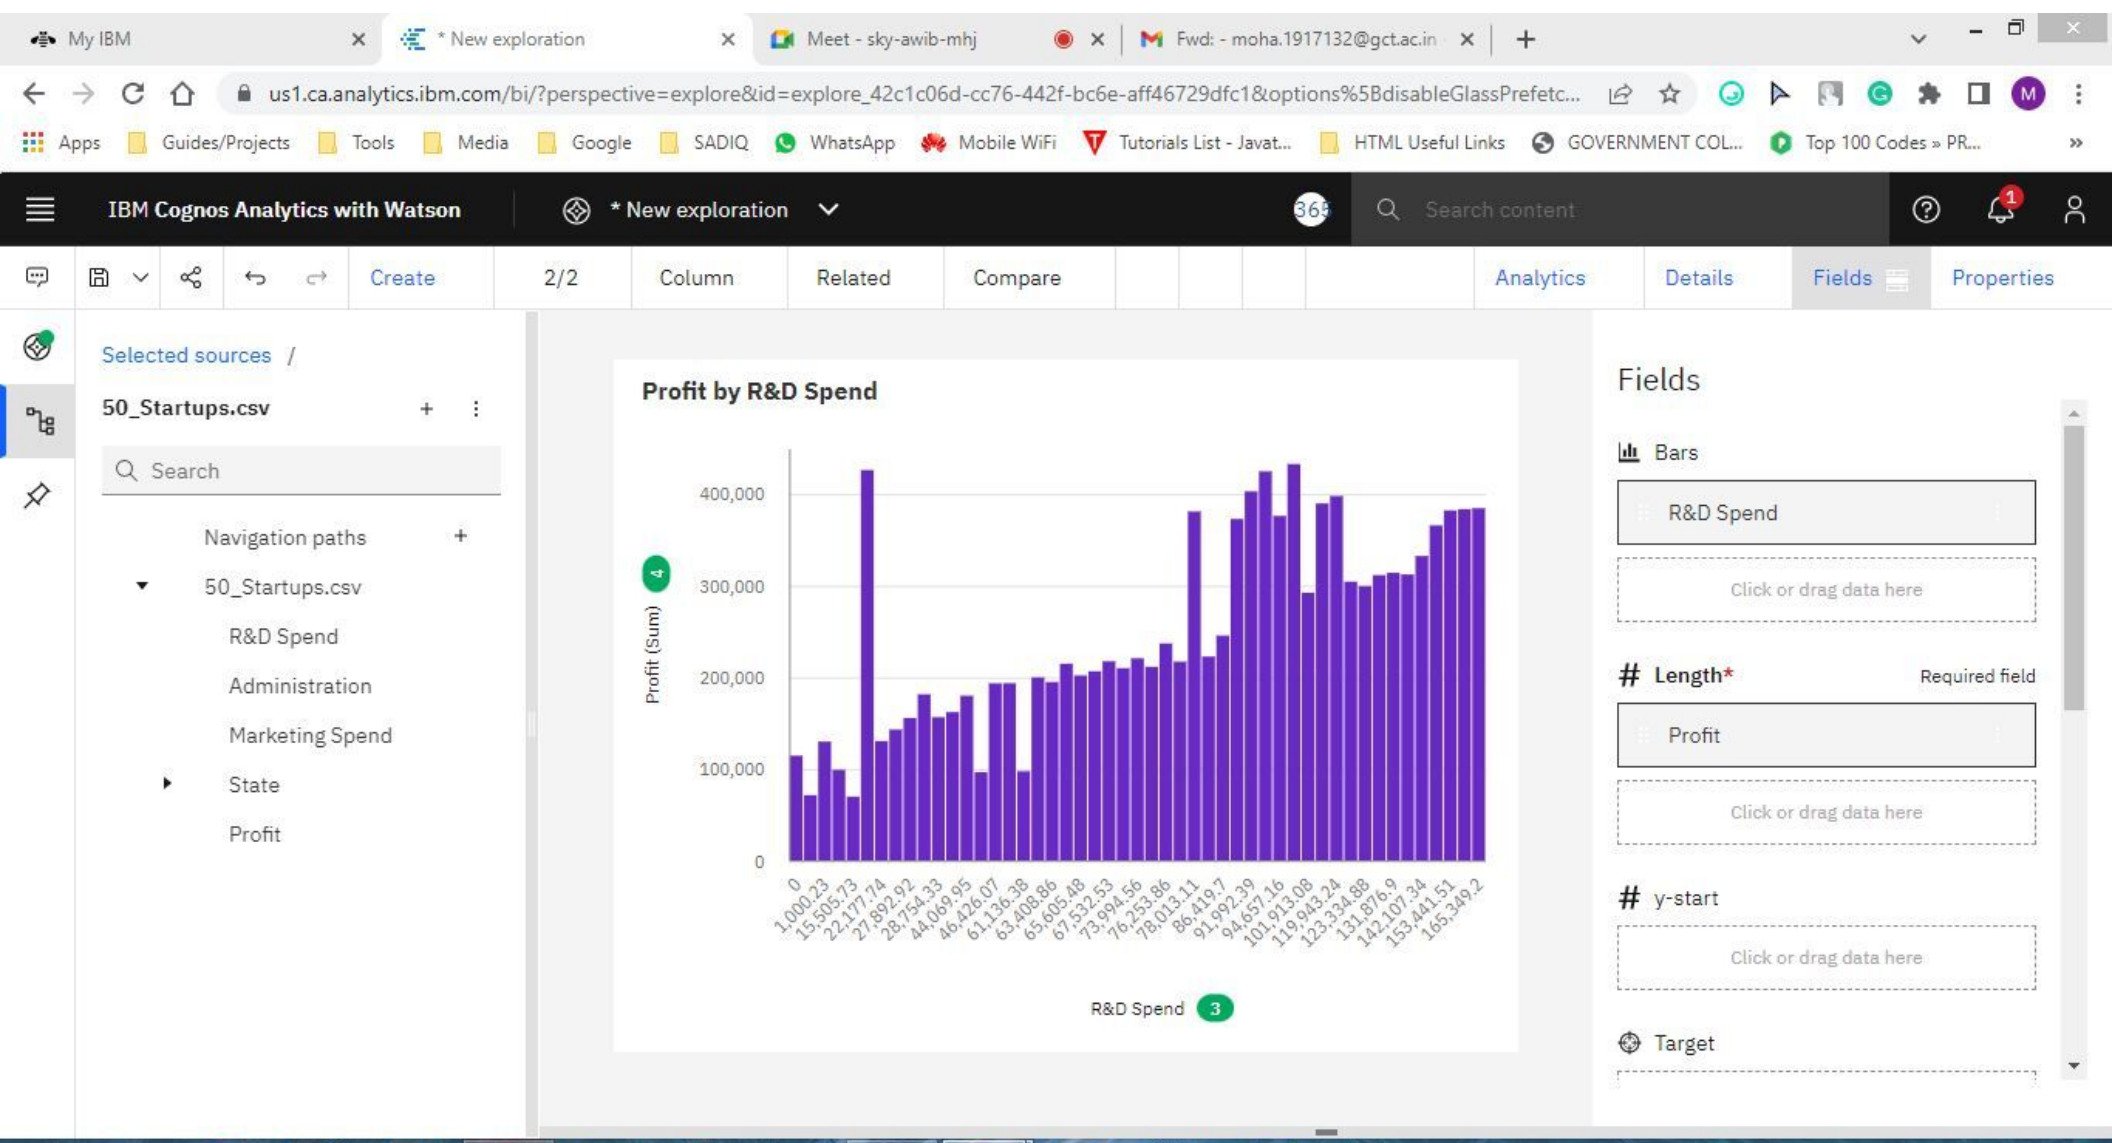 My IBM
* New exploration
Meet - sky-awib-mhj
Fwd: - moha.1917132@gct.ac.in
us1.ca.analytics.ibm.com/bi/?perspective=explore&id=explore_42c1c06d-cc76-442f-bc6e-aff46729dfc1&options%5BdisableGlassPrefetc...
M
Apps
Guides/Projects
Tools
Media
Google
SADIQ
WhatsApp
Mobile WiFi
Tutorials List - Javat...
HTML Useful Links
GOVERNMENT COL...
Top 100 Codes » PR...
»
IBM Cognos Analytics with Watson
* New exploration
365
Search content
1
Create
2/2
Column
Related
Compare
Analytics
Details
Fields
Properties
Selected sources /
50_Startups.csv
Search
Navigation paths
50_Startups.csv
R&D Spend
Administration
Marketing Spend
State
Profit
Profit by R&D Spend
4
Profit (Sum)
400,000
300,000
200,000
100,000
0
0
1,000.23
15,505.73
22,177.74
27,892.92
28,754.33
44,069.95
46,426.07
61,136.38
63,408.86
65,605.48
67,532.53
73,994.56
76,253.86
78,013.11
86,419.7
91,992.39
94,657.16
101,913.08
119,943.24
123,334.88
131,876.9
142,107.34
153,441.51
165,349.2
R&D Spend 3
Fields
Bars
R&D Spend
Click or drag data here
# Length* Required field
Profit
Click or drag data here
# y-start
Click or drag data here
Target